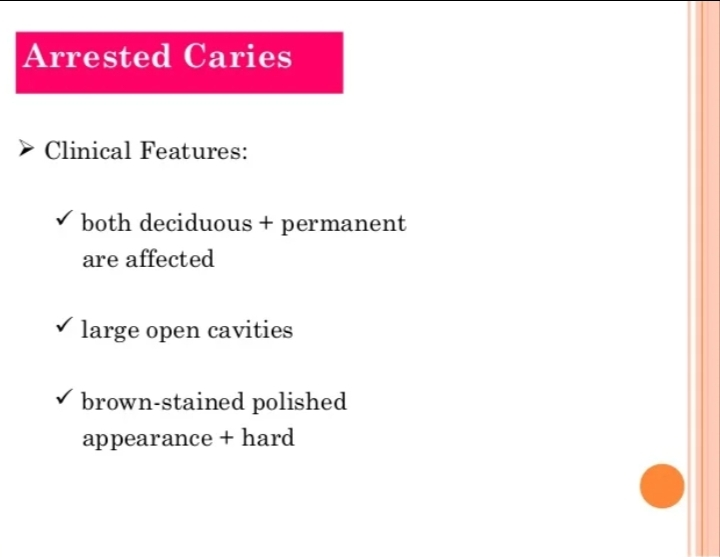 Arrested Caries
➢ Clinical Features:
✓ both deciduous + permanent
are affected
✓ large open cavities
✓ brown-stained polished
appearance + hard